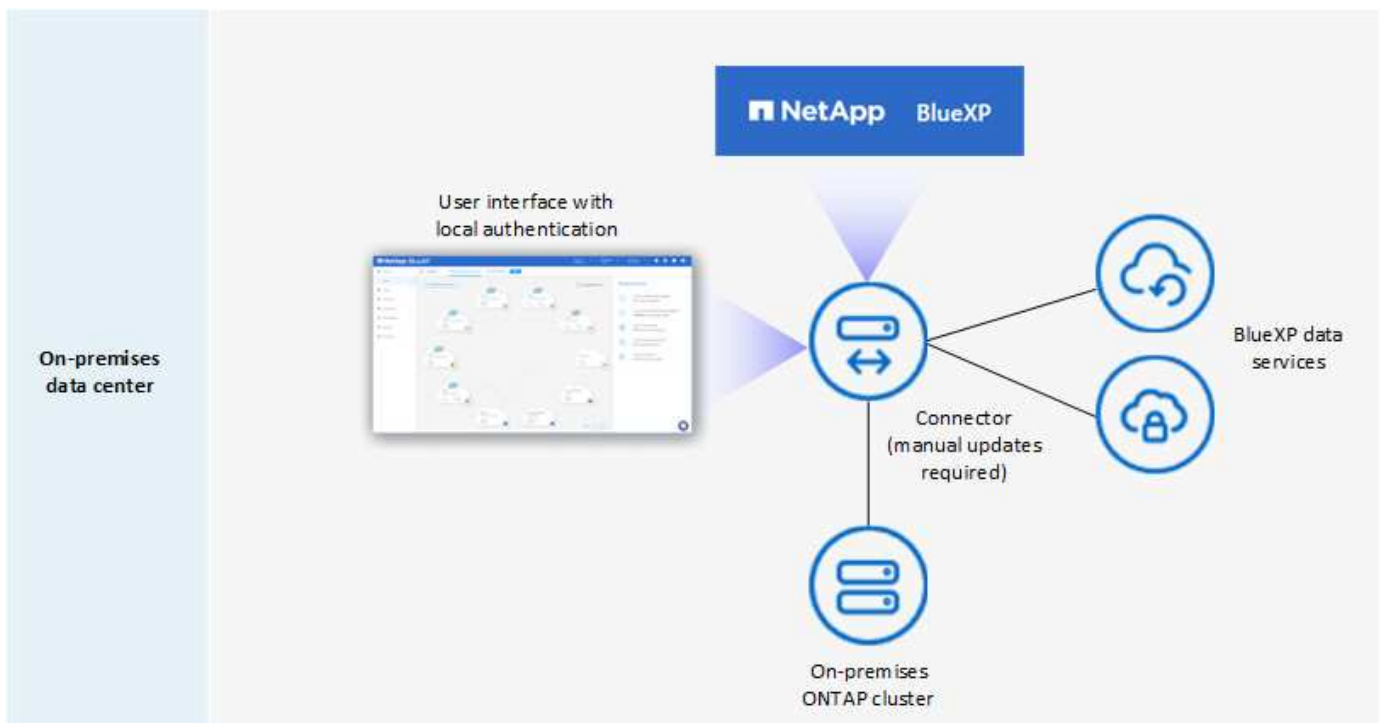 NetApp BlueXP
User interface with
local authentication
On-premises
data center
BlueXP data
services
Connector
(manual updates
required)
On-premises
ONTAP cluster